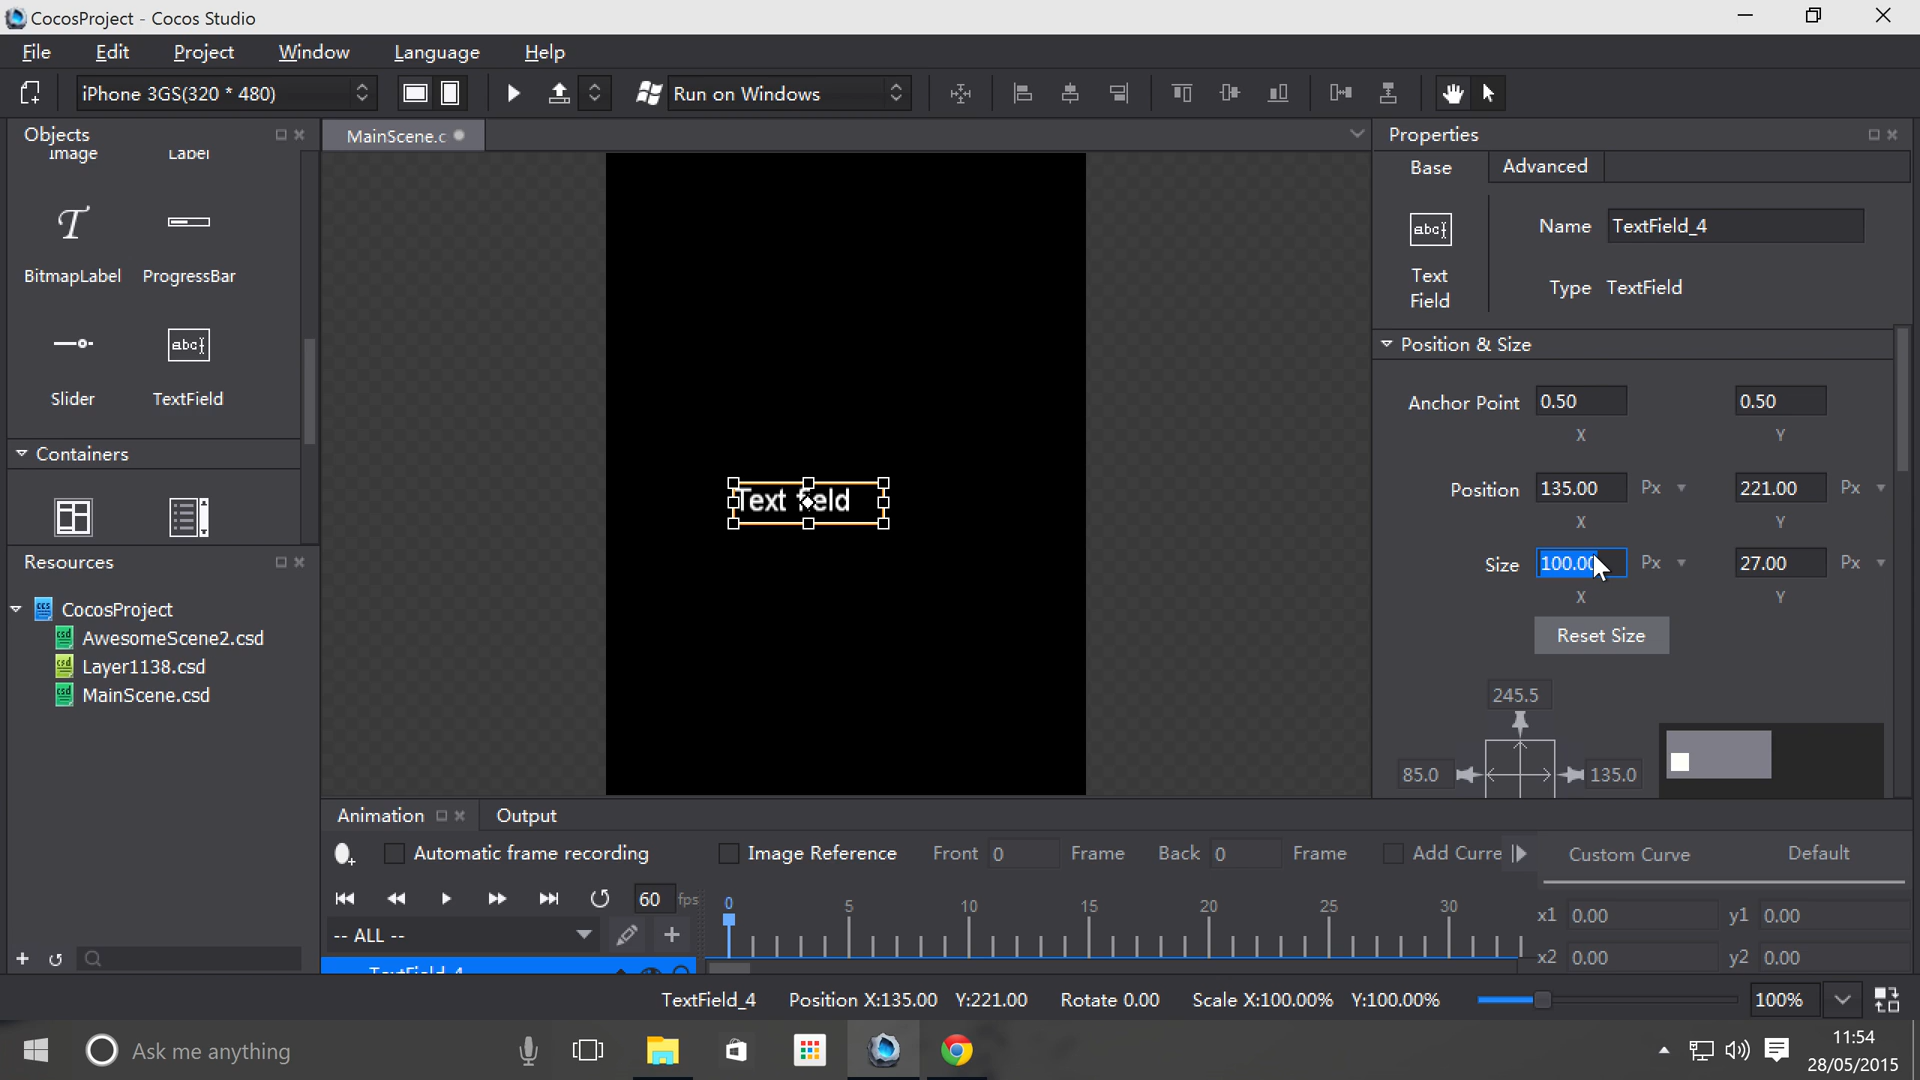 CocosProject - Cocos Studio
File Edit Project Window Language Help
iPhone 3GS(320 * 480) Run on Windows
Objects
Image Label
BitmapLabel ProgressBar
abc
Slider TextField
Containers
Resources
CocosProject
AwesomeScene2.csd
Layer1138.csd
MainScene.csd
MainScene.c
Text field
Properties
Base Advanced
abc
Text Field
Name TextField_4
Type TextField
Position & Size
Anchor Point 0.50 0.50
X Y
Position 135.00 Px 221.00 Px
X Y
Size 100.00 Px 27.00 Px
X Y
Reset Size
245.5
85.0 135.0
Animation Output
Automatic frame recording Image Reference Front 0 Frame Back 0 Frame Add Curre Custom Curve Default
60 fps 0 5 10 15 20 25 30
x1 0.00 y1 0.00
-- ALL --
x2 0.00 y2 0.00
TextField_4
TextField_4 Position X:135.00 Y:221.00 Rotate 0.00 Scale X:100.00% Y:100.00% 100%
Ask me anything
11:54
28/05/2015